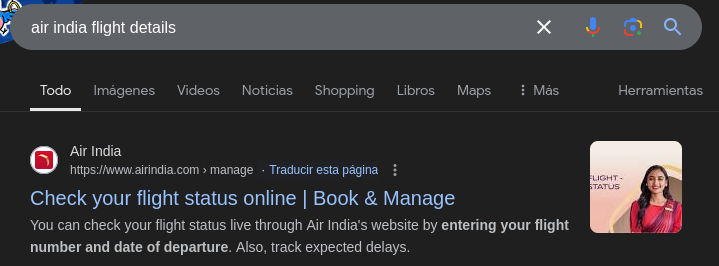 air india flight details
Todo Imágenes Videos Noticias Shopping Libros Maps Más Herramientas
Air India
https://www.airindia.com › manage · Traducir esta página
Check your flight status online | Book & Manage
You can check your flight status live through Air India's website by entering your flight
number and date of departure. Also, track expected delays.
FLIGHT -
STATUS